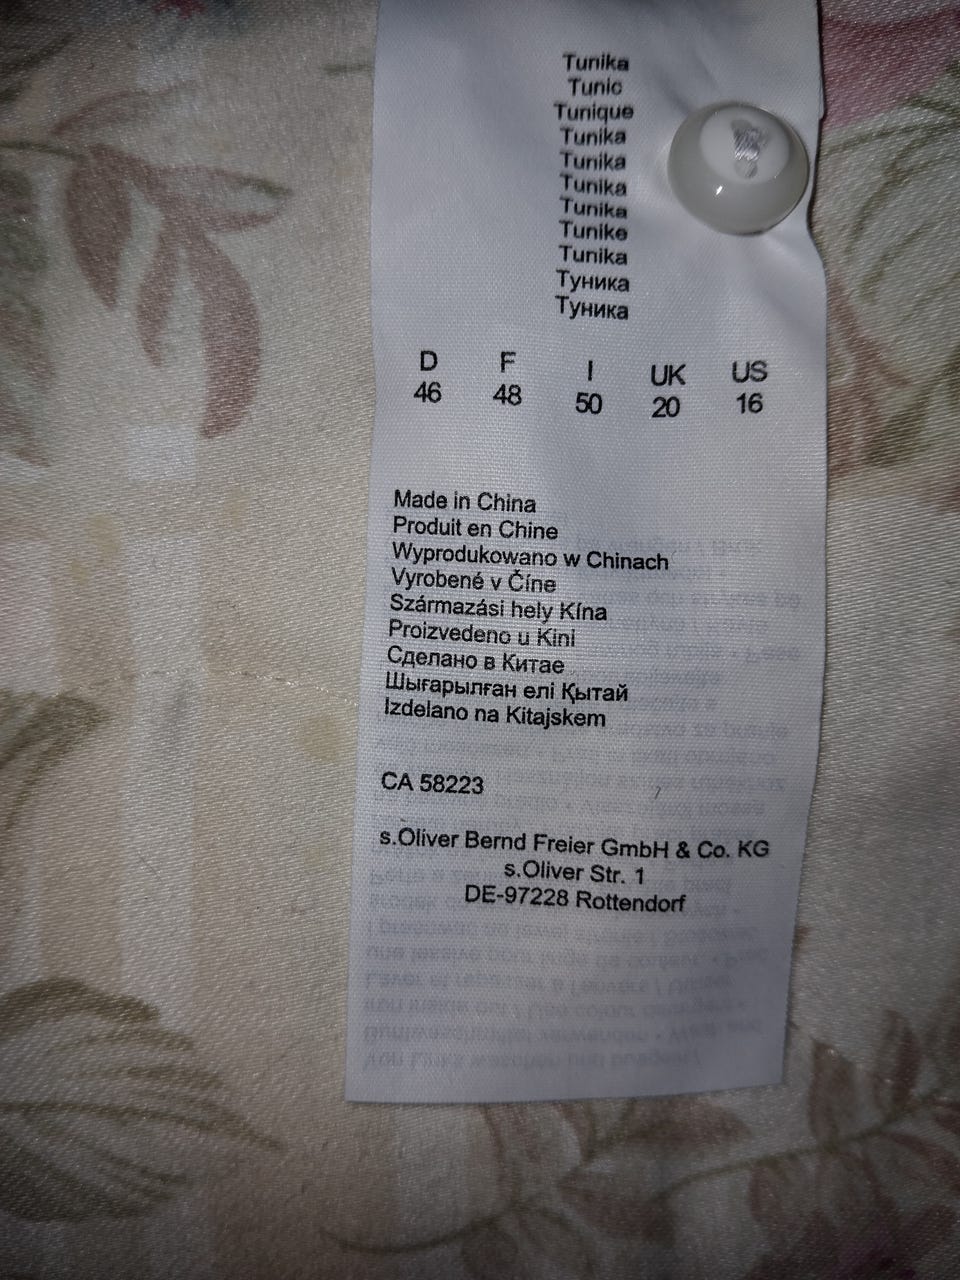 Tunika
Tunic
Tunique
Tunika
Tunika
Tunika
Tunika
Tunike
Tunika
Туника
Туника
D F I UK US
46 48 50 20 16
Made in China
Produit en Chine
Wyprodukowano w Chinach
Vyrobené v Číne
Származási hely Kína
Proizvedeno u Kini
Сделано в Китае
Шығарылған елі Қытай
Izdelano na Kitajskem
CA 58223
s.Oliver Bernd Freier GmbH & Co. KG
s.Oliver Str. 1
DE-97228 Rottendorf